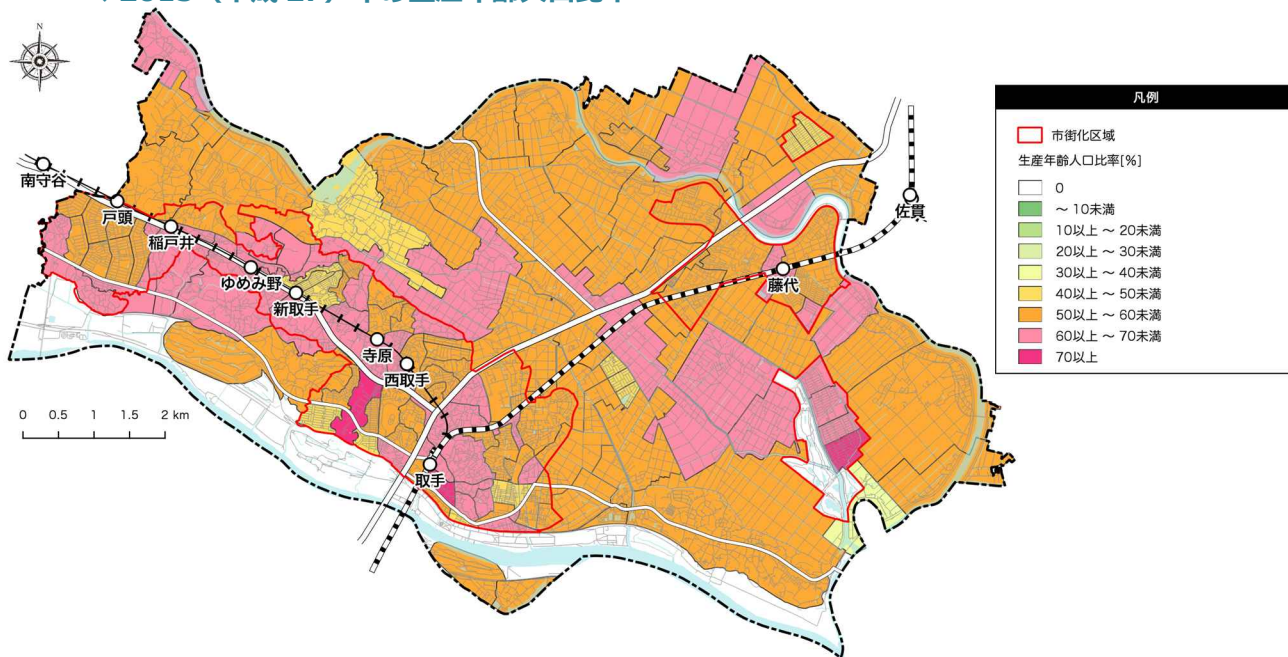 N
南守谷
戸頭
稲戸井
ゆめみ野
新取手
寺原
西取手
取手
藤代
佐貫
0 0.5 1 1.5 2 km
凡例
市街化区域
生産年齢人口比率[%]
0
～ 10未満
10以上 ～ 20未満
20以上 ～ 30未満
30以上 ～ 40未満
40以上 ～ 50未満
50以上 ～ 60未満
60以上 ～ 70未満
70以上